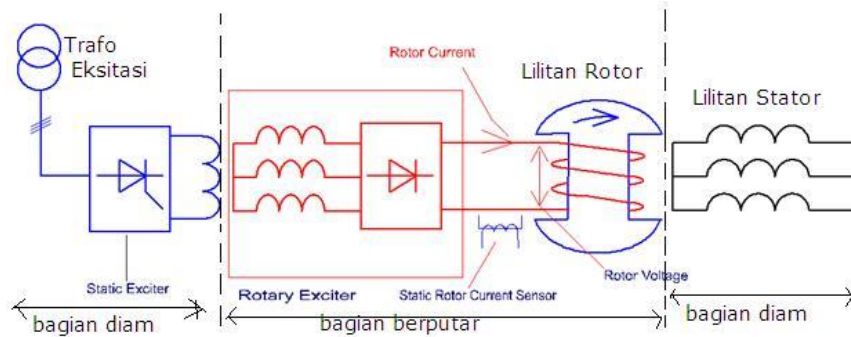 Trafo
Eksitasi
Rotor Current
Lilitan Rotor
Lilitan Stator
Static Exciter
Rotary Exciter
Static Rotor Current Sensor
Rotor Voltage
bagian diam
bagian berputar
bagian diam